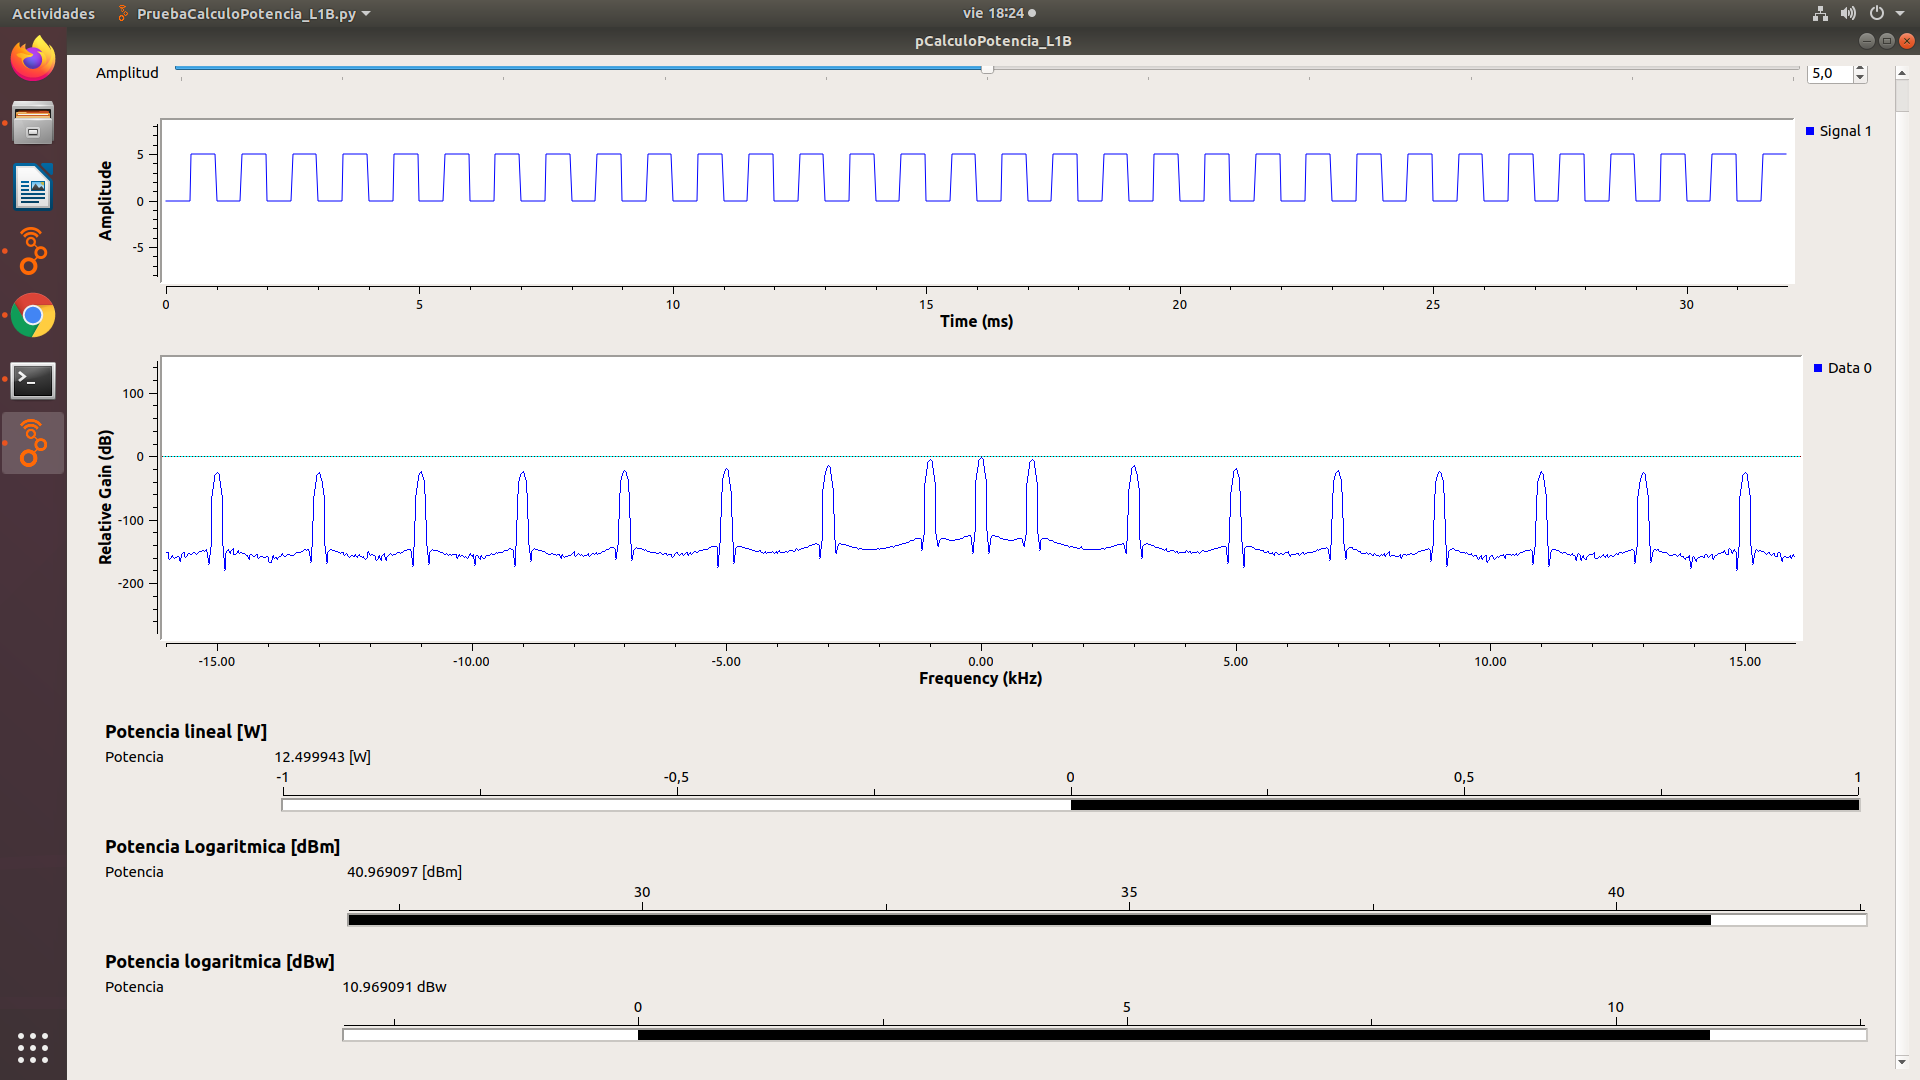 Actividades PruebaCalculoPotencia_L1B.py vie 18:24
pCalculoPotencia_L1B
Amplitud 5,0
Signal 1
Amplitude
5
0
-5
0 5 10 15 20 25 30
Time (ms)
Data 0
Relative Gain (dB)
100
0
-100
-200
-15.00 -10.00 -5.00 0.00 5.00 10.00 15.00
Frequency (kHz)
Potencia lineal [W]
Potencia 12.499943 [W]
-1 -0,5 0 0,5 1
Potencia Logaritmica [dBm]
Potencia 40.969097 [dBm]
30 35 40
Potencia logaritmica [dBw]
Potencia 10.969091 dBw
0 5 10